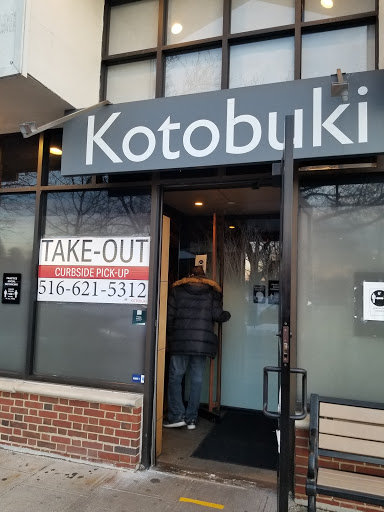 Kotobuki
TAKE-OUT
CURBSIDE PICK-UP
516-621-5312